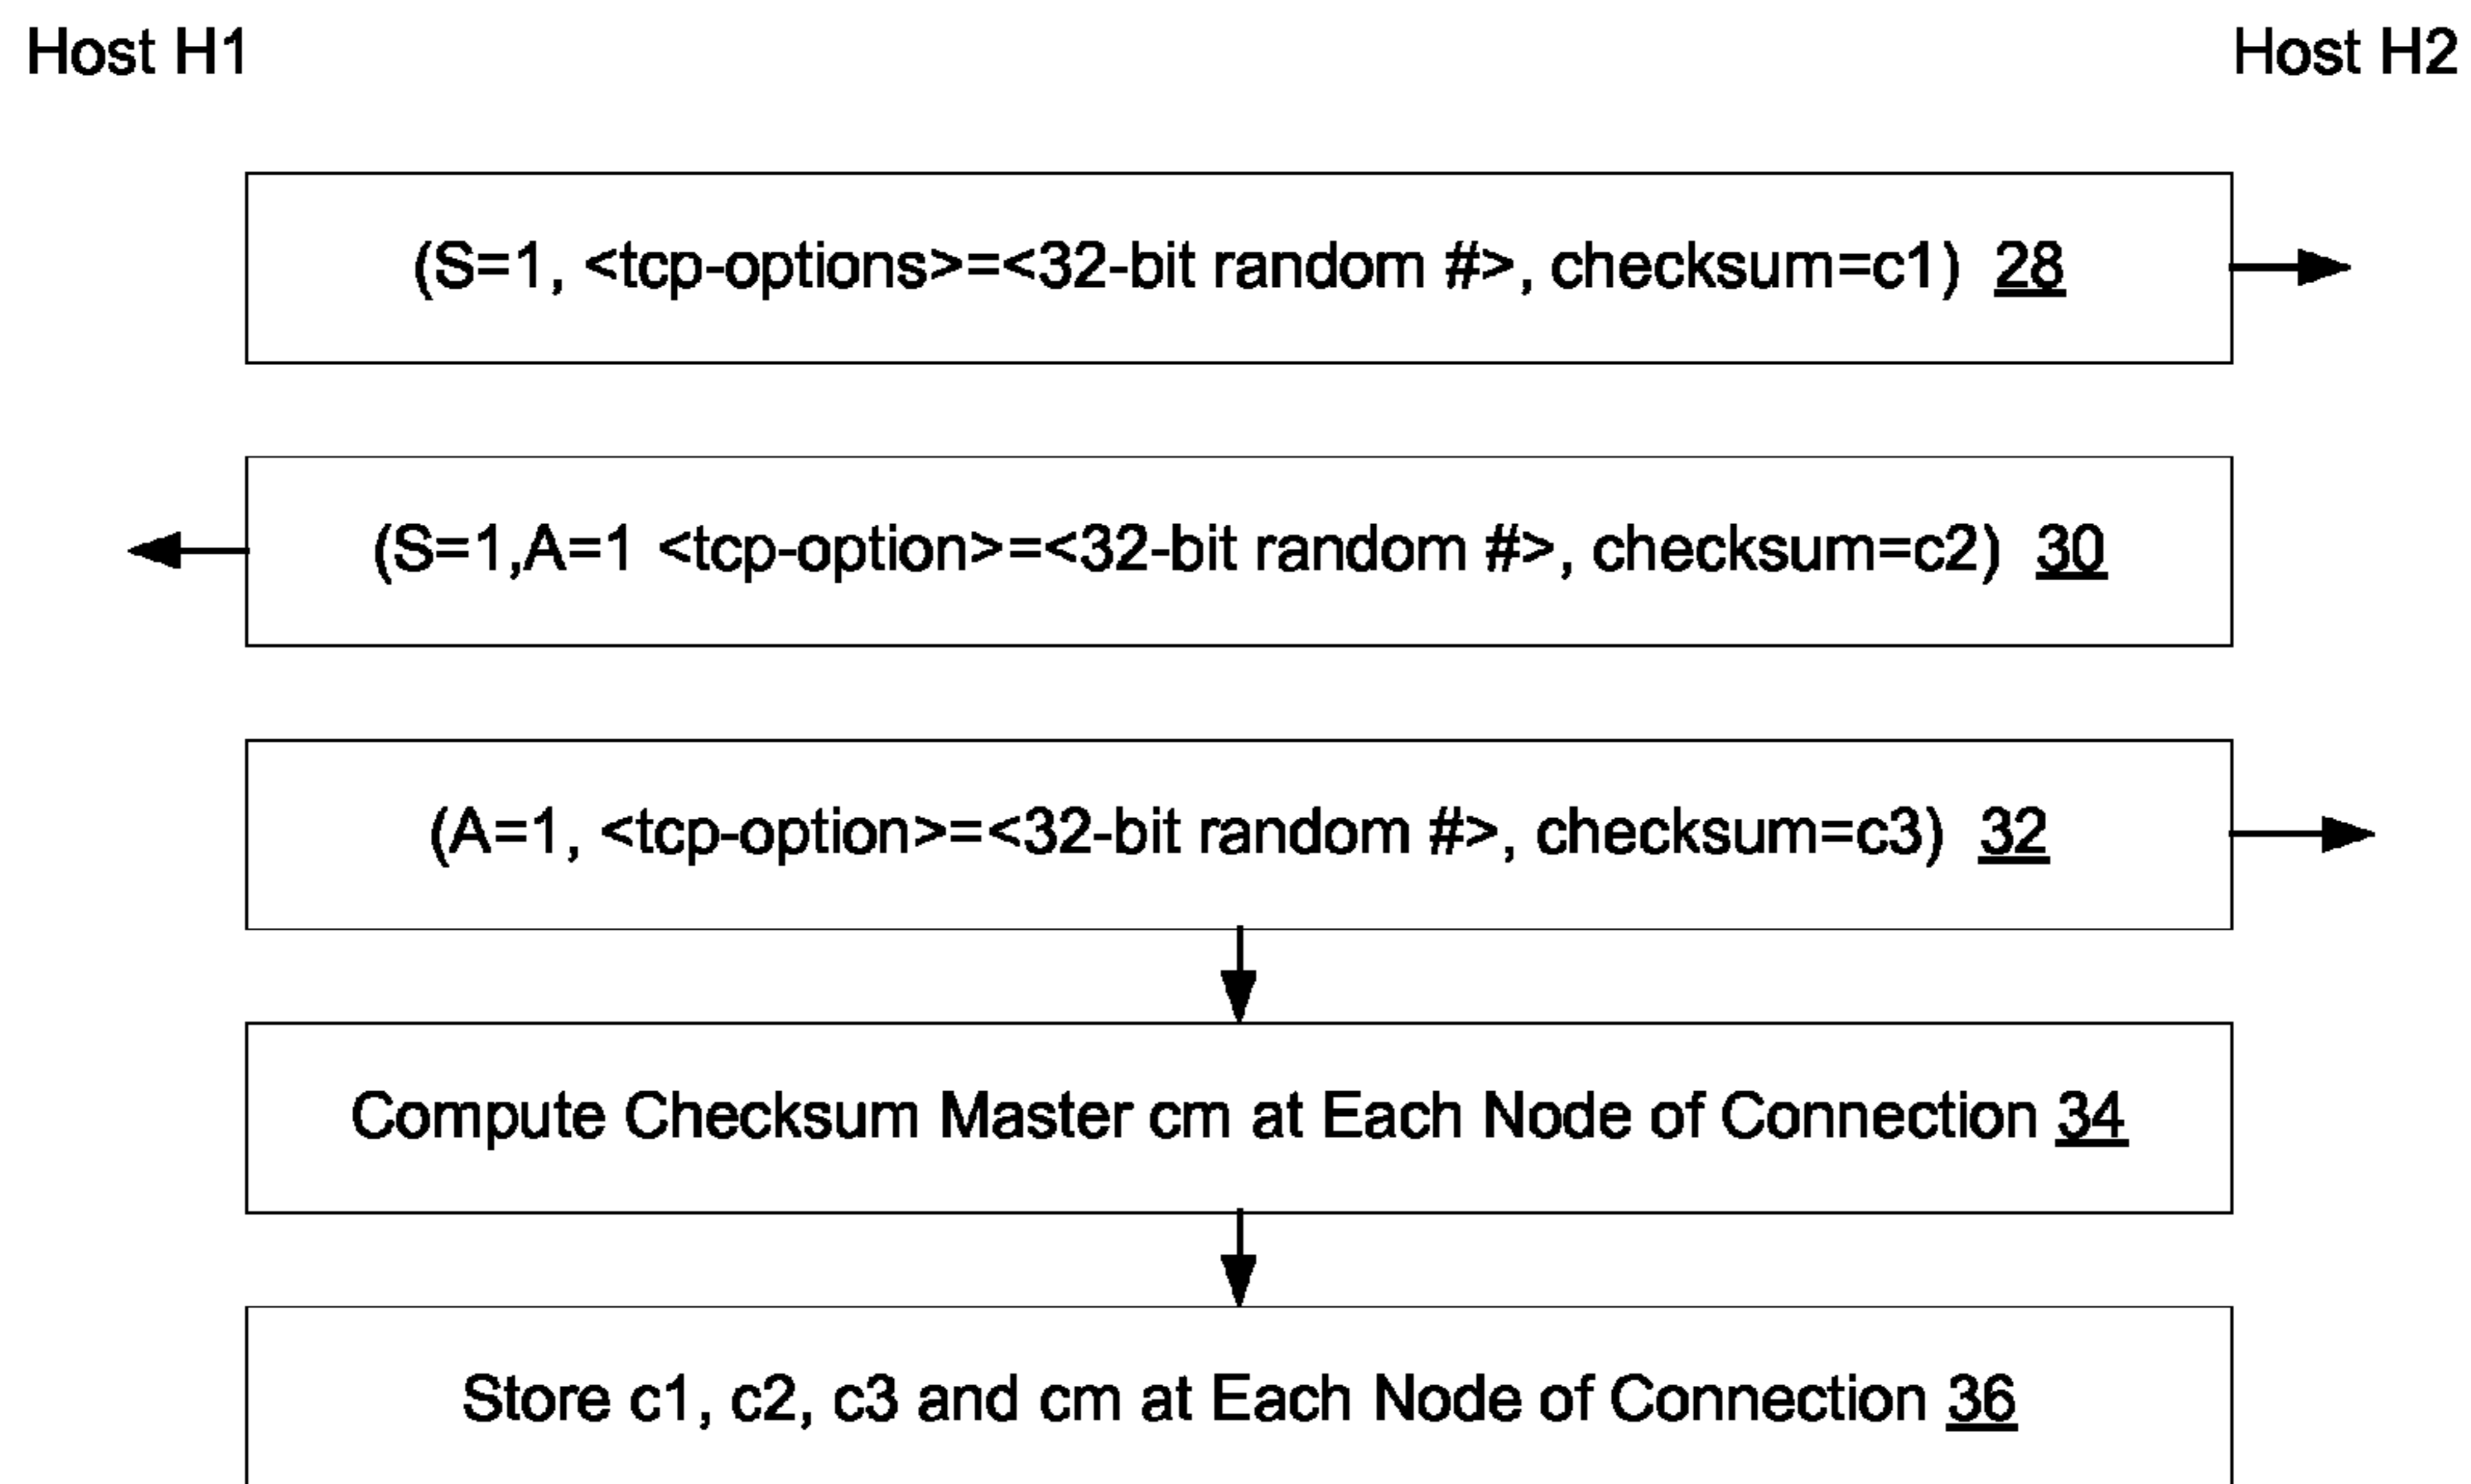 Host H1
Host H2
(S=1, <tcp-options>=<32-bit random #>, checksum=c1) 28
(S=1,A=1 <tcp-option>=<32-bit random #>, checksum=c2) 30
(A=1, <tcp-option>=<32-bit random #>, checksum=c3) 32
Compute Checksum Master cm at Each Node of Connection 34
Store c1, c2, c3 and cm at Each Node of Connection 36